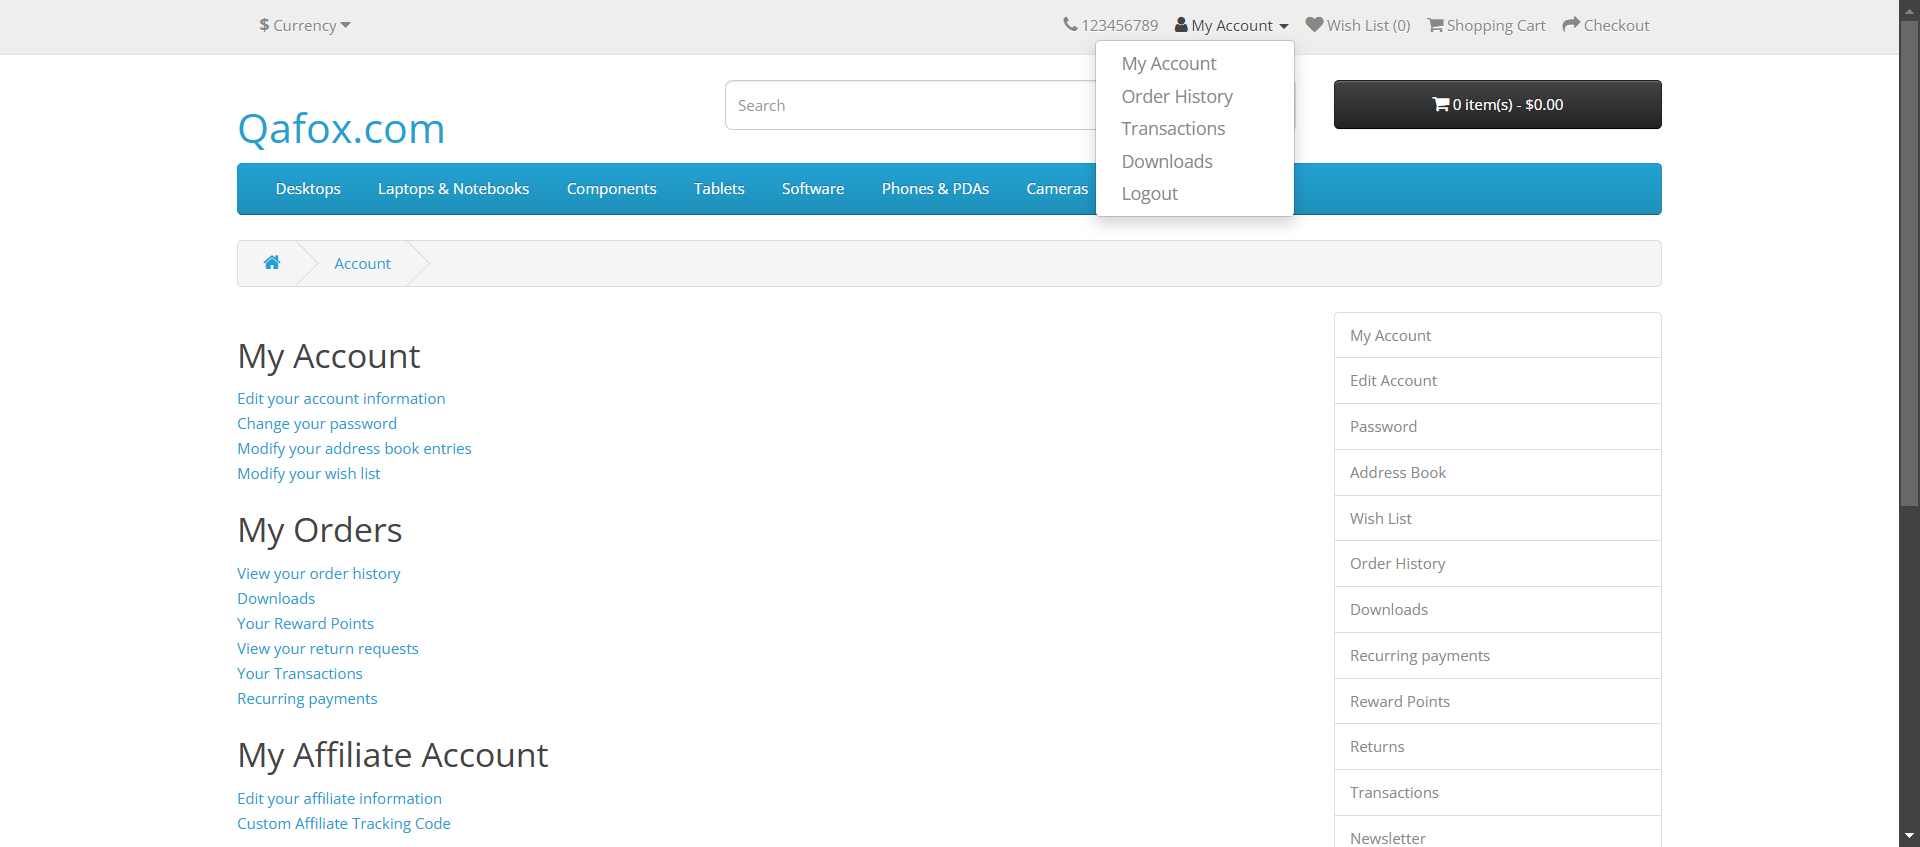 $ Currency
123456789 My Account Wish List (0) Shopping Cart Checkout
My Account
Order History
Transactions
Downloads
Logout
Qafox.com
Search
0 item(s) - $0.00
Desktops Laptops & Notebooks Components Tablets Software Phones & PDAs Cameras
Account
My Account
Edit your account information
Change your password
Modify your address book entries
Modify your wish list
My Orders
View your order history
Downloads
Your Reward Points
View your return requests
Your Transactions
Recurring payments
My Affiliate Account
Edit your affiliate information
Custom Affiliate Tracking Code
My Account
Edit Account
Password
Address Book
Wish List
Order History
Downloads
Recurring payments
Reward Points
Returns
Transactions
Newsletter